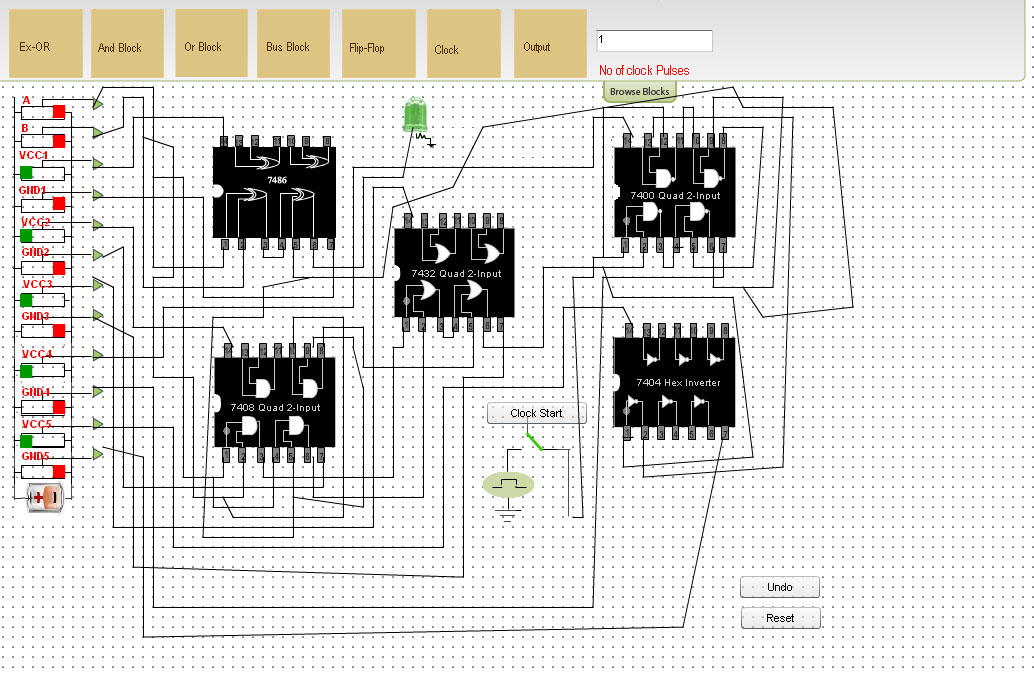 Ex-OR
And Block
Or Block
Bus Block
Flip-Flop
Clock
Output
1
No of clock Pulses
Browse Blocks
A
B
VCC1
GND1
VCC2
GND2
VCC3
GND3
VCC4
GND4
VCC5
GND5
7486
7400 Quad 2-Input
7432 Quad 2-Input
7408 Quad 2-Input
7404 Hex Inverter
Clock Start
Undo
Reset